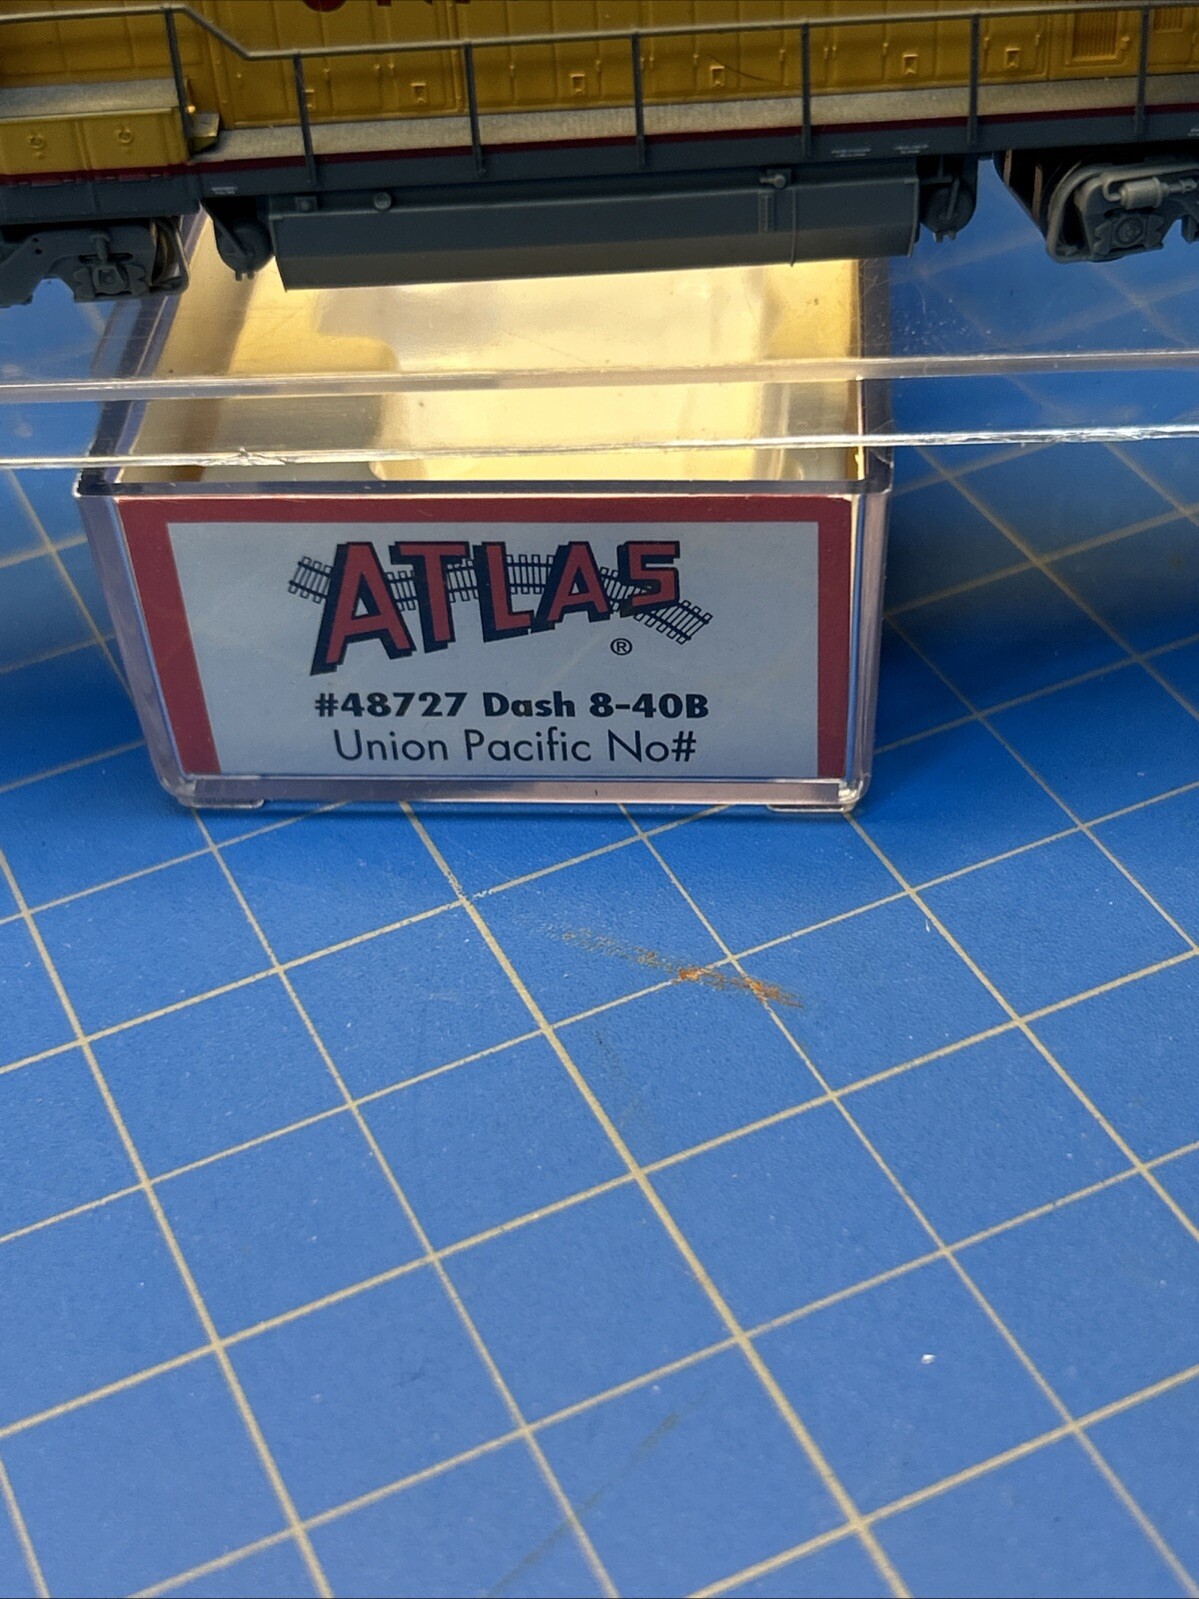 ATLAS
®
#48727 Dash 8-40B
Union Pacific No#